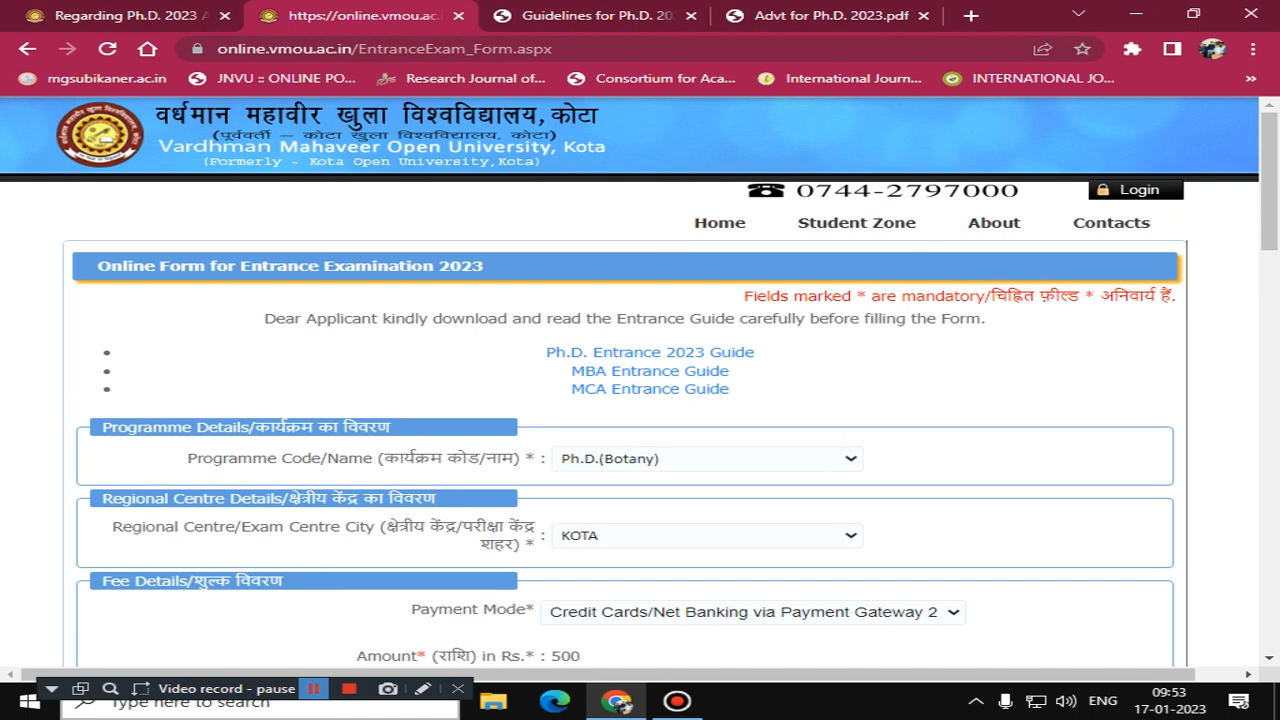 Regarding Ph.D. 2023 A
https://online.vmou.ac.
Guidelines for Ph.D. 20
Advt for Ph.D. 2023.pdf
online.vmou.ac.in/EntranceExam_Form.aspx
mgsubikaner.ac.in
JNVU :: ONLINE PO...
Research Journal of...
Consortium for Aca...
International Journ...
INTERNATIONAL JO...
वर्धमान महावीर खुला विश्वविद्यालय, कोटा
(पूर्ववर्ती – कोटा खुला विश्वविद्यालय, कोटा)
Vardhman Mahaveer Open University, Kota
(Formerly - Kota Open University,Kota)
0744-2797000
Login
Home Student Zone About Contacts
Online Form for Entrance Examination 2023
Fields marked * are mandatory/चिह्नित फ़ील्ड * अनिवार्य हैं.
Dear Applicant kindly download and read the Entrance Guide carefully before filling the Form.
Ph.D. Entrance 2023 Guide
MBA Entrance Guide
MCA Entrance Guide
Programme Details/कार्यक्रम का विवरण
Programme Code/Name (कार्यक्रम कोड/नाम) * : Ph.D.(Botany)
Regional Centre Details/क्षेत्रीय केंद्र का विवरण
Regional Centre/Exam Centre City (क्षेत्रीय केंद्र/परीक्षा केंद्र
शहर) * : KOTA
Fee Details/शुल्क विवरण
Payment Mode* Credit Cards/Net Banking via Payment Gateway 2
Amount* (राशि) in Rs.* : 500
Video record - pause
Type here to search
ENG
09:53
17-01-2023